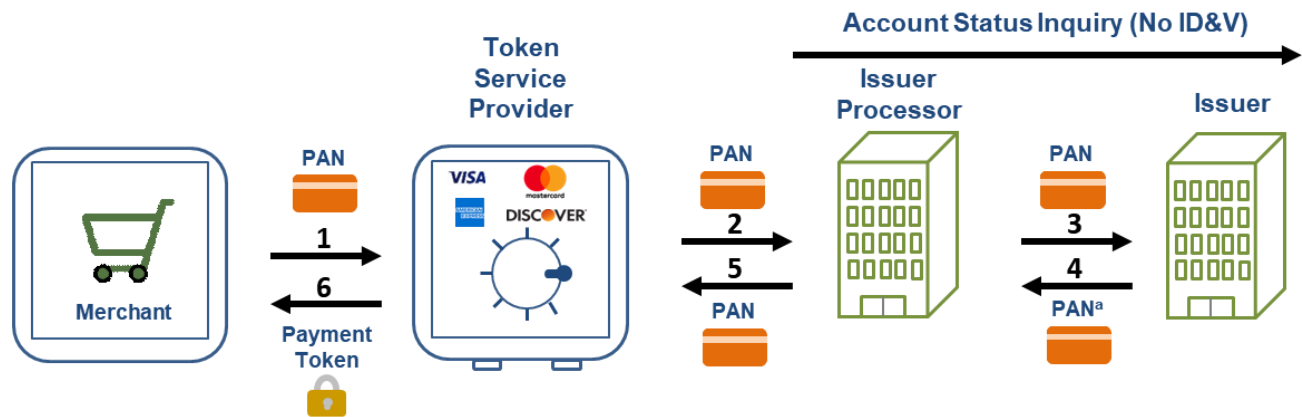 Account Status Inquiry (No ID&V)
Token
Service
Provider
Issuer
Processor
Issuer
PAN
PAN
PAN
VISA
mastercard
AMERICAN
EXPRESS
DISCOVER
1
2
3
6
5
4
Merchant
Payment
Token
PAN
PANᵃ